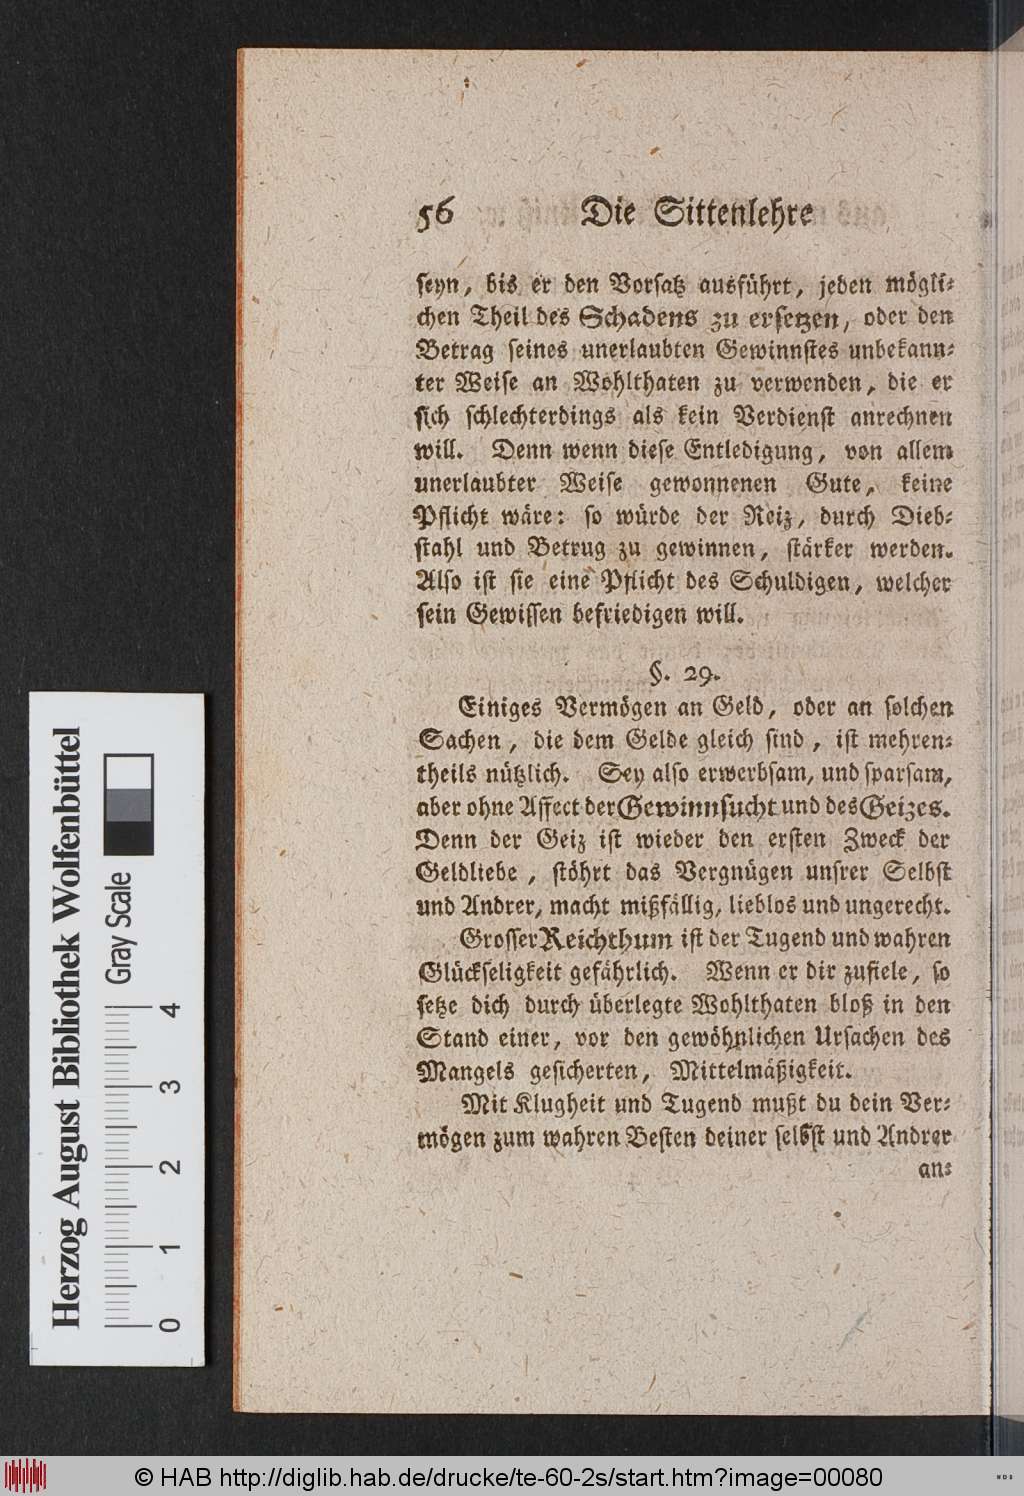 56 Die Sittenlehre
seyn, bis er den Vorsatz ausführt, jeden mögli-
chen Theil des Schadens zu ersetzen, oder den
Betrag seines unerlaubten Gewinnstes unbekann-
ter Weise an Wohlthaten zu verwenden, die er
sich schlechterdings als kein Verdienst anrechnen
will. Denn wenn diese Entledigung, von allem
unerlaubter Weise gewonnenen Gute, keine
Pflicht wäre: so würde der Reiz, durch Dieb-
stahl und Betrug zu gewinnen, stärker werden.
Also ist sie eine Pflicht des Schuldigen, welcher
sein Gewissen befriedigen will.
§. 29.
Einiges Vermögen an Geld, oder an solchen
Sachen, die dem Gelde gleich sind, ist mehren-
theils nützlich. Sey also erwerbsam, und sparsam,
aber ohne Affect der Gewinnsucht und des Geizes.
Denn der Geiz ist wieder den ersten Zweck der
Geldliebe, stöhrt das Vergnügen unsrer Selbst
und Andrer, macht mißfällig, lieblos und ungerecht.
Grosser Reichthum ist der Tugend und wahren
Glückseligkeit gefährlich. Wenn er dir zufiele, so
setze dich durch überlegte Wohlthaten bloß in den
Stand einer, vor den gewöhnlichen Ursachen des
Mangels gesicherten, Mittelmäßigkeit.
Mit Klugheit und Tugend mußt du dein Ver-
mögen zum wahren Besten deiner selbst und Andrer
an-
Herzog August Bibliothek Wolfenbüttel
Gray Scale
0 1 2 3 4
© HAB http://diglib.hab.de/drucke/te-60-2s/start.htm?image=00080